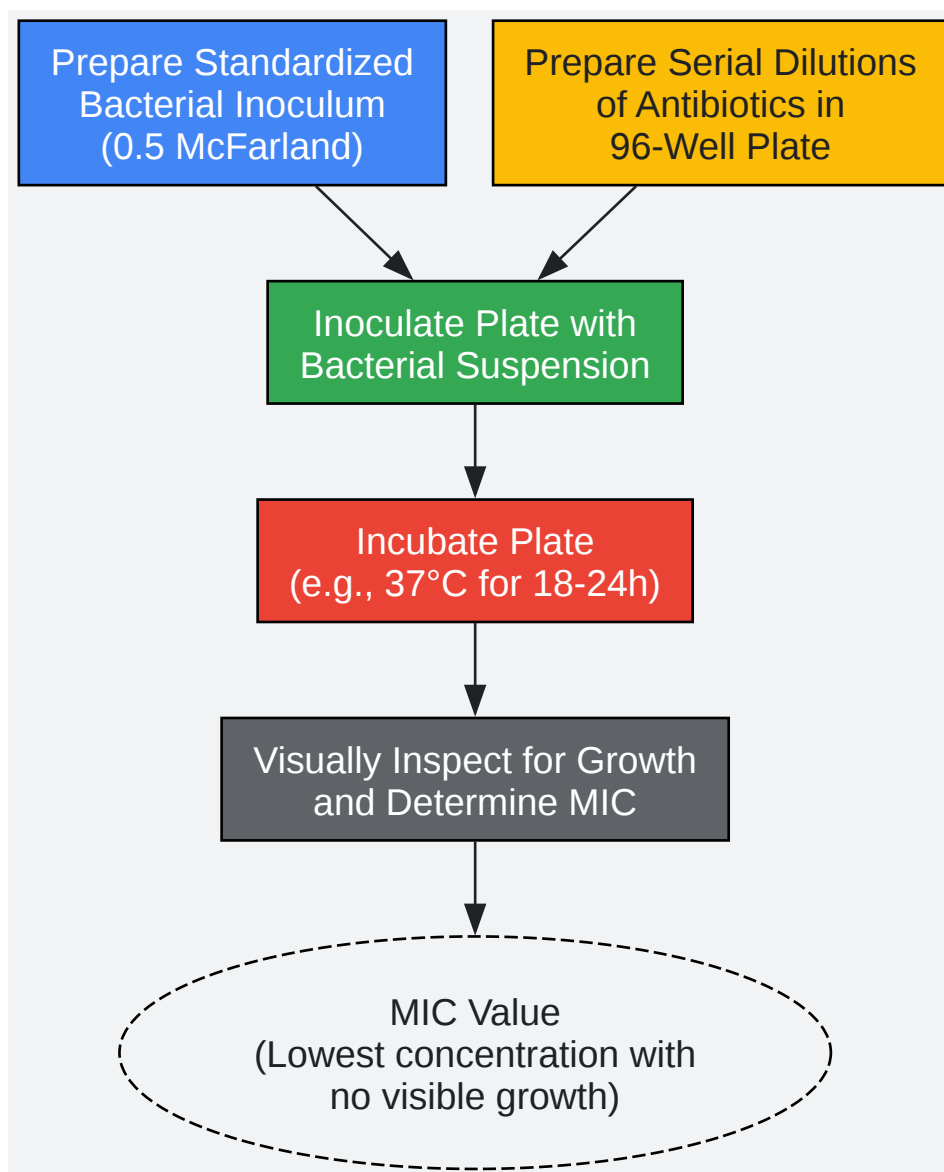 Prepare Standardized
Bacterial Inoculum
(0.5 McFarland)
Prepare Serial Dilutions
of Antibiotics in
96-Well Plate
Inoculate Plate with
Bacterial Suspension
Incubate Plate
(e.g., 37°C for 18-24h)
Visually Inspect for Growth
and Determine MIC
MIC Value
(Lowest concentration with
no visible growth)